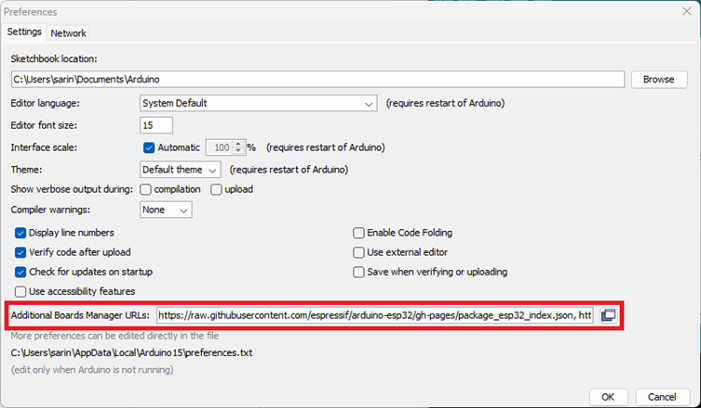 Preferences
Settings Network
Sketchbook location:
C:\Users\sarin\Documents\Arduino Browse
Editor language: System Default (requires restart of Arduino)
Editor font size: 15
Interface scale: Automatic 100 % (requires restart of Arduino)
Theme: Default theme (requires restart of Arduino)
Show verbose output during: compilation upload
Compiler warnings: None
Display line numbers Enable Code Folding
Verify code after upload Use external editor
Check for updates on startup Save when verifying or uploading
Use accessibility features
Additional Boards Manager URLs: https://raw.githubusercontent.com/espressif/arduino-esp32/gh-pages/package_esp32_index.json, htt
More preferences can be edited directly in the file
C:\Users\sarin\AppData\Local\Arduino15\preferences.txt
(edit only when Arduino is not running)
OK Cancel